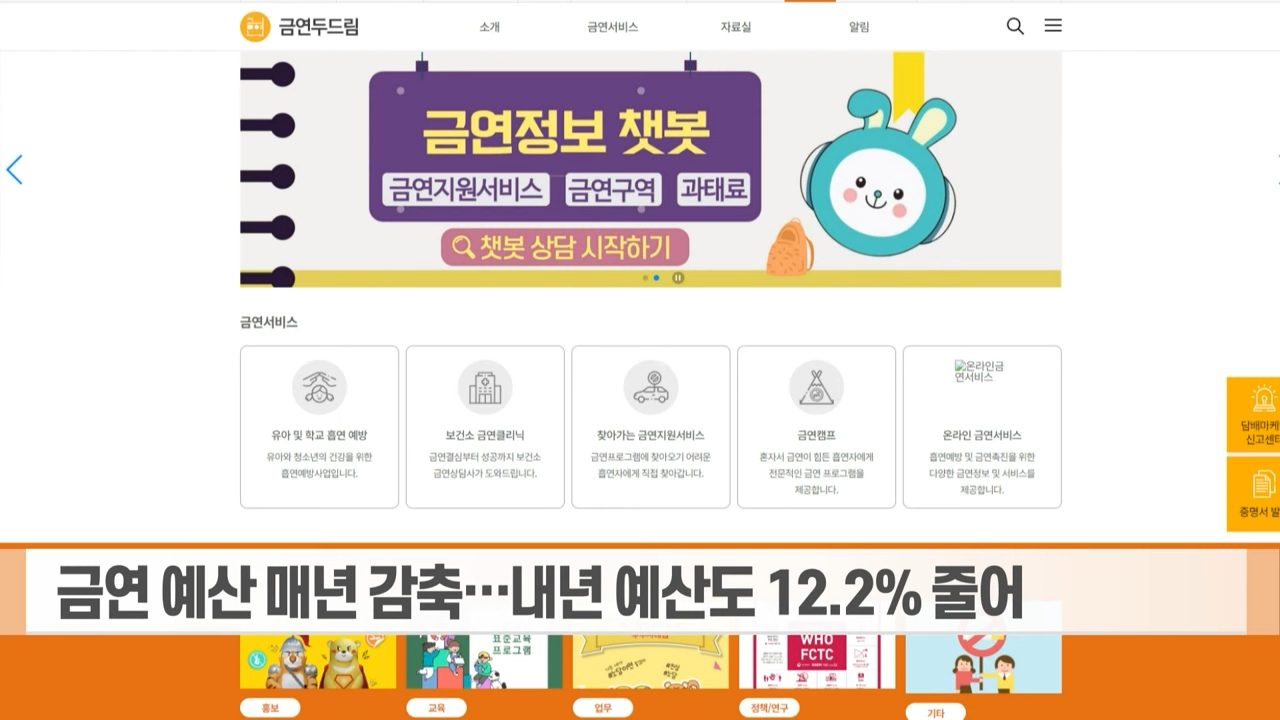 금연두드림
소개
금연서비스
자료실
알림
금연정보 챗봇
금연지원서비스 금연구역 과태료
챗봇 상담 시작하기
금연서비스
유아 및 학교 흡연 예방
유아와 청소년의 건강을 위한
흡연예방사업입니다.
보건소 금연클리닉
금연결심부터 성공까지 보건소
금연상담사가 도와드립니다.
찾아가는 금연지원서비스
금연프로그램에 찾아오기 어려운
흡연자에게 직접 찾아갑니다.
금연캠프
혼자서 금연이 힘든 흡연자에게
전문적인 금연 프로그램을
제공합니다.
온라인금
연서비스
온라인 금연서비스
흡연예방 및 금연촉진을 위한
다양한 금연정보 및 서비스를
제공합니다.
담배마케
신고센터
증명서 발
금연 예산 매년 감축…내년 예산도 12.2% 줄어
표준교육
프로그램
WHO
FCTC
홍보
교육
업무
정책/연구
기타